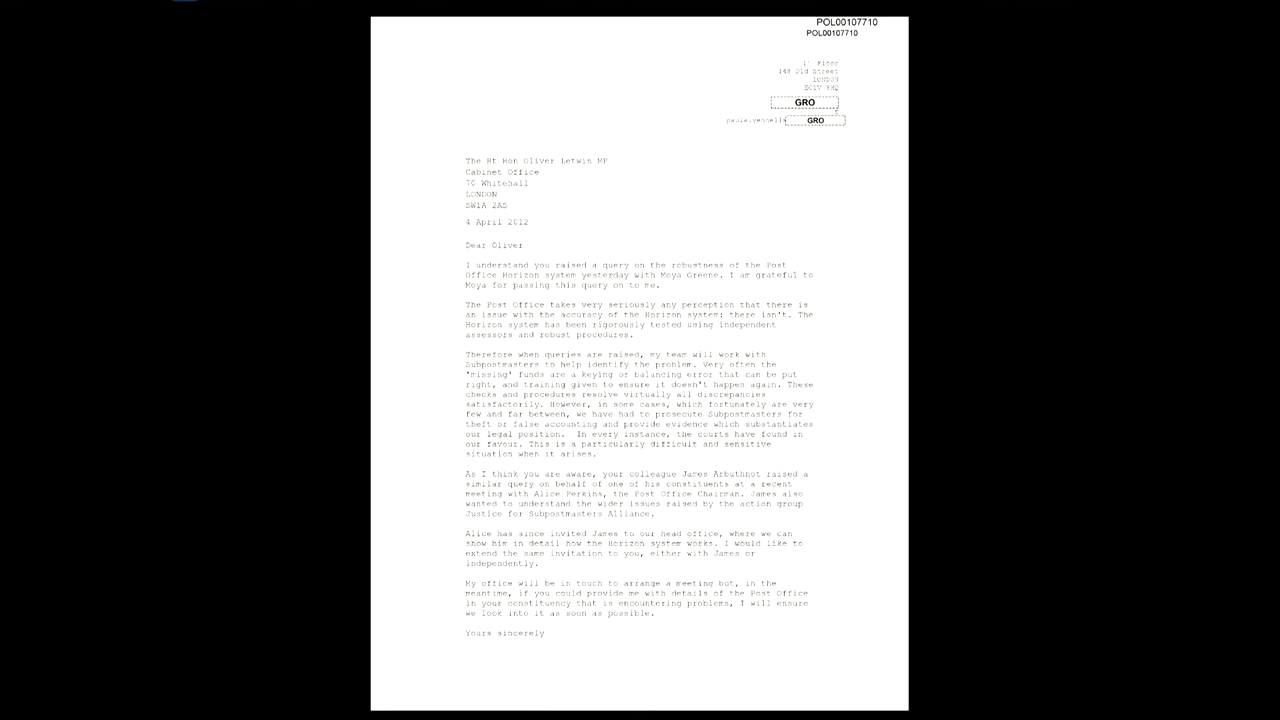 POL00107710
POL00107710
148 Old Street
LONDON
EC1V 9HQ
GRO
paula.vennells GRO
The Rt Hon Oliver Letwin MP
Cabinet Office
70 Whitehall
LONDON
SW1A 2AS
4 April 2012
Dear Oliver
I understand you raised a query on the robustness of the Post
Office Horizon system yesterday with Moya Greene. I am grateful to
Moya for passing this query on to me.
The Post Office takes very seriously any perception that there is
an issue with the accuracy of the Horizon system: there isn't. The
Horizon system has been rigorously tested using independent
assessors and robust procedures.
Therefore when queries are raised, my team will work with
Subpostmasters to help identify the problem. Very often the
'missing' funds are a keying or balancing error that can be put
right, and training given to ensure it doesn't happen again. These
checks and procedures resolve virtually all discrepancies
satisfactorily. However, in some cases, which fortunately are very
few and far between, we have had to prosecute Subpostmasters for
theft or false accounting and provide evidence which substantiates
our legal position. In every instance, the courts have found in
our favour. This is a particularly difficult and sensitive
situation when it arises.
As I think you are aware, your colleague James Arbuthnot raised a
similar query on behalf of one of his constituents at a recent
meeting with Alice Perkins, the Post Office Chairman. James also
wanted to understand the wider issues raised by the action group
Justice for Subpostmasters Alliance.
Alice has since invited James to our head office, where we can
show him in detail how the Horizon system works. I would like to
extend the same invitation to you, either with James or
independently.
My office will be in touch to arrange a meeting but, in the
meantime, if you could provide me with details of the Post Office
in your constituency that is encountering problems, I will ensure
we look into it as soon as possible.
Yours sincerely